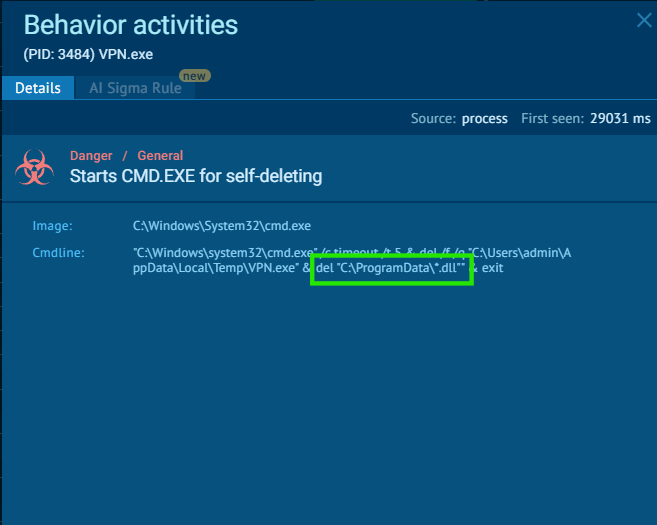 Behavior activities
(PID: 3484) VPN.exe
Details AI Sigma Rule new
Source: process First seen: 29031 ms
Danger / General
Starts CMD.EXE for self-deleting
Image: C:\Windows\System32\cmd.exe
Cmdline: "C:\Windows\system32\cmd.exe" /c timeout /t 5 & del /f /q "C:\Users\admin\A
ppData\Local\Temp\VPN.exe" & del "C:\ProgramData\*.dll"" & exit